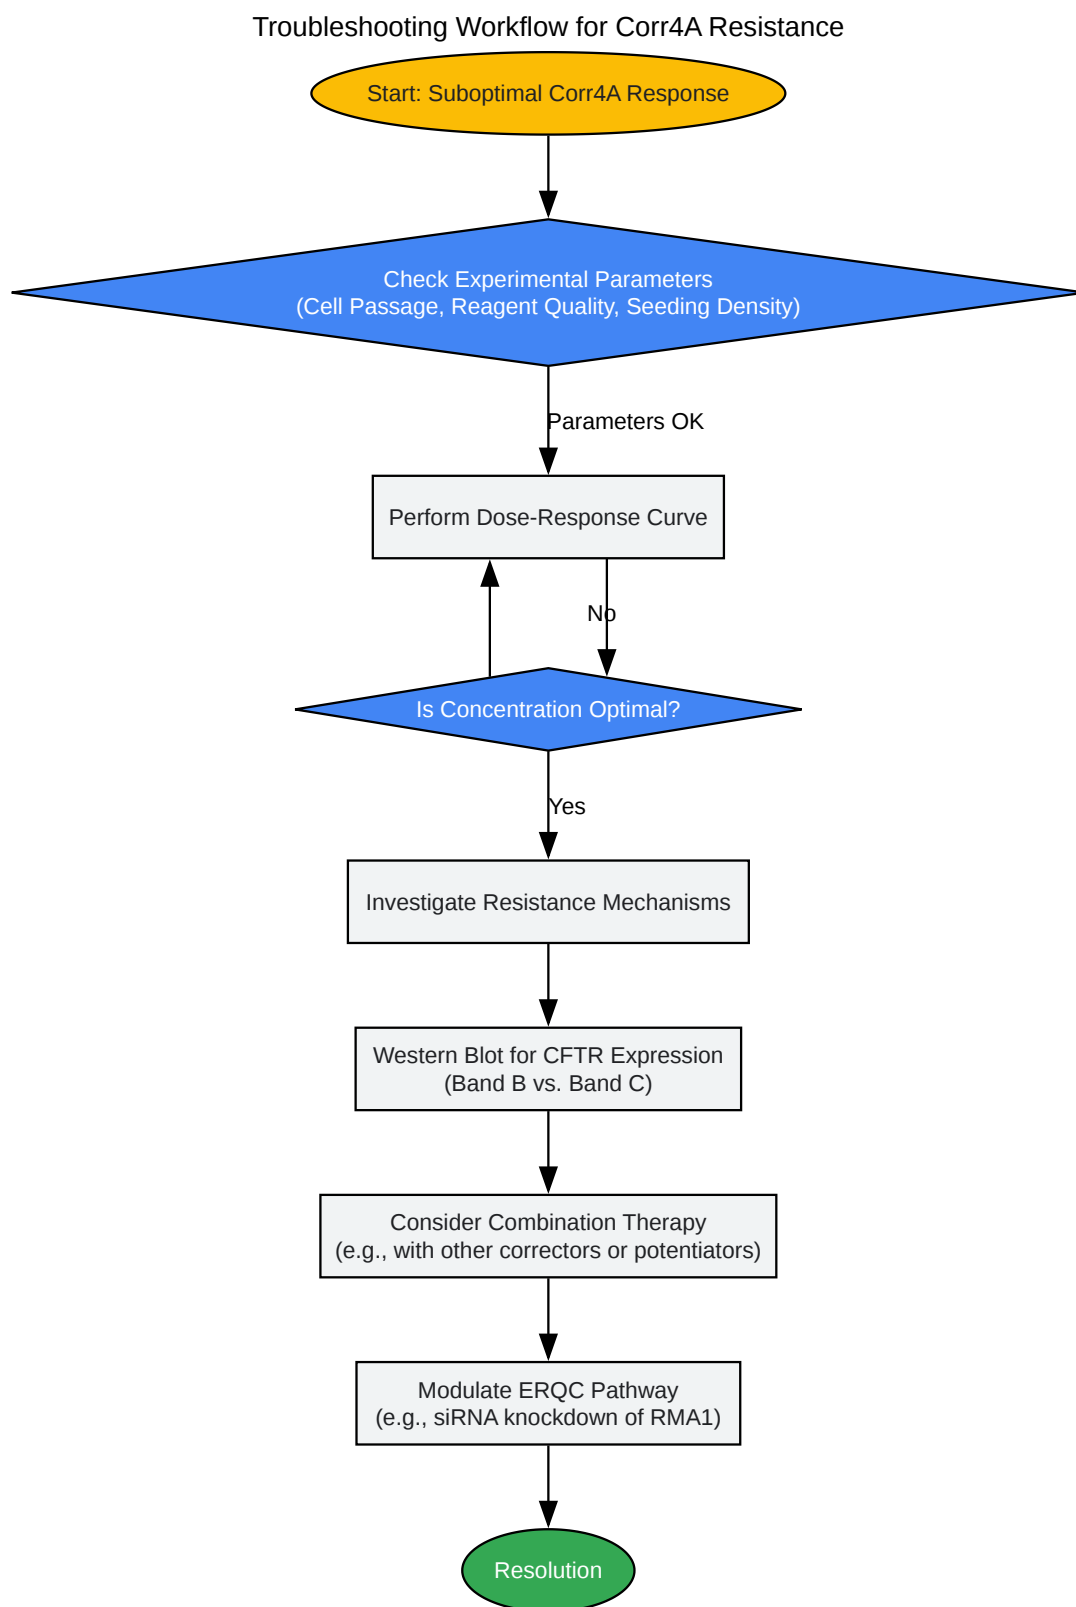 Troubleshooting Workflow for Corr4A Resistance
Start: Suboptimal Corr4A Response
Check Experimental Parameters
(Cell Passage, Reagent Quality, Seeding Density)
Parameters OK
Perform Dose-Response Curve
No
Is Concentration Optimal?
Yes
Investigate Resistance Mechanisms
Western Blot for CFTR Expression
(Band B vs. Band C)
Consider Combination Therapy
(e.g., with other correctors or potentiators)
Modulate ERQC Pathway
(e.g., siRNA knockdown of RMA1)
Resolution